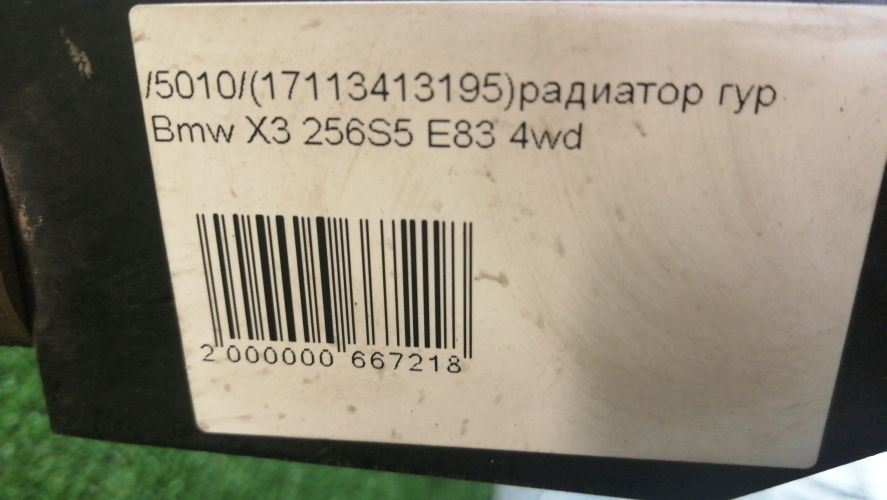 /5010/(17113413195)радиатор гур
Bmw X3 256S5 E83 4wd
2 000000 667218